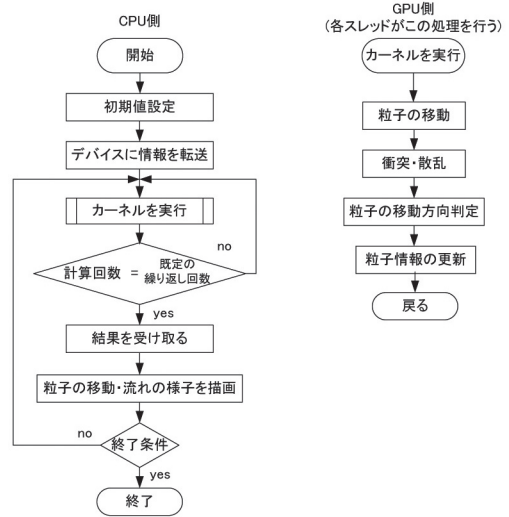 CPU側
開始
初期値設定
デバイスに情報を転送
カーネルを実行
no
計算回数 = 既定の
繰り返し回数
yes
結果を受け取る
粒子の移動・流れの様子を描画
no
終了条件
yes
終了
GPU側
(各スレッドがこの処理を行う)
カーネルを実行
粒子の移動
衝突・散乱
粒子の移動方向判定
粒子情報の更新
戻る